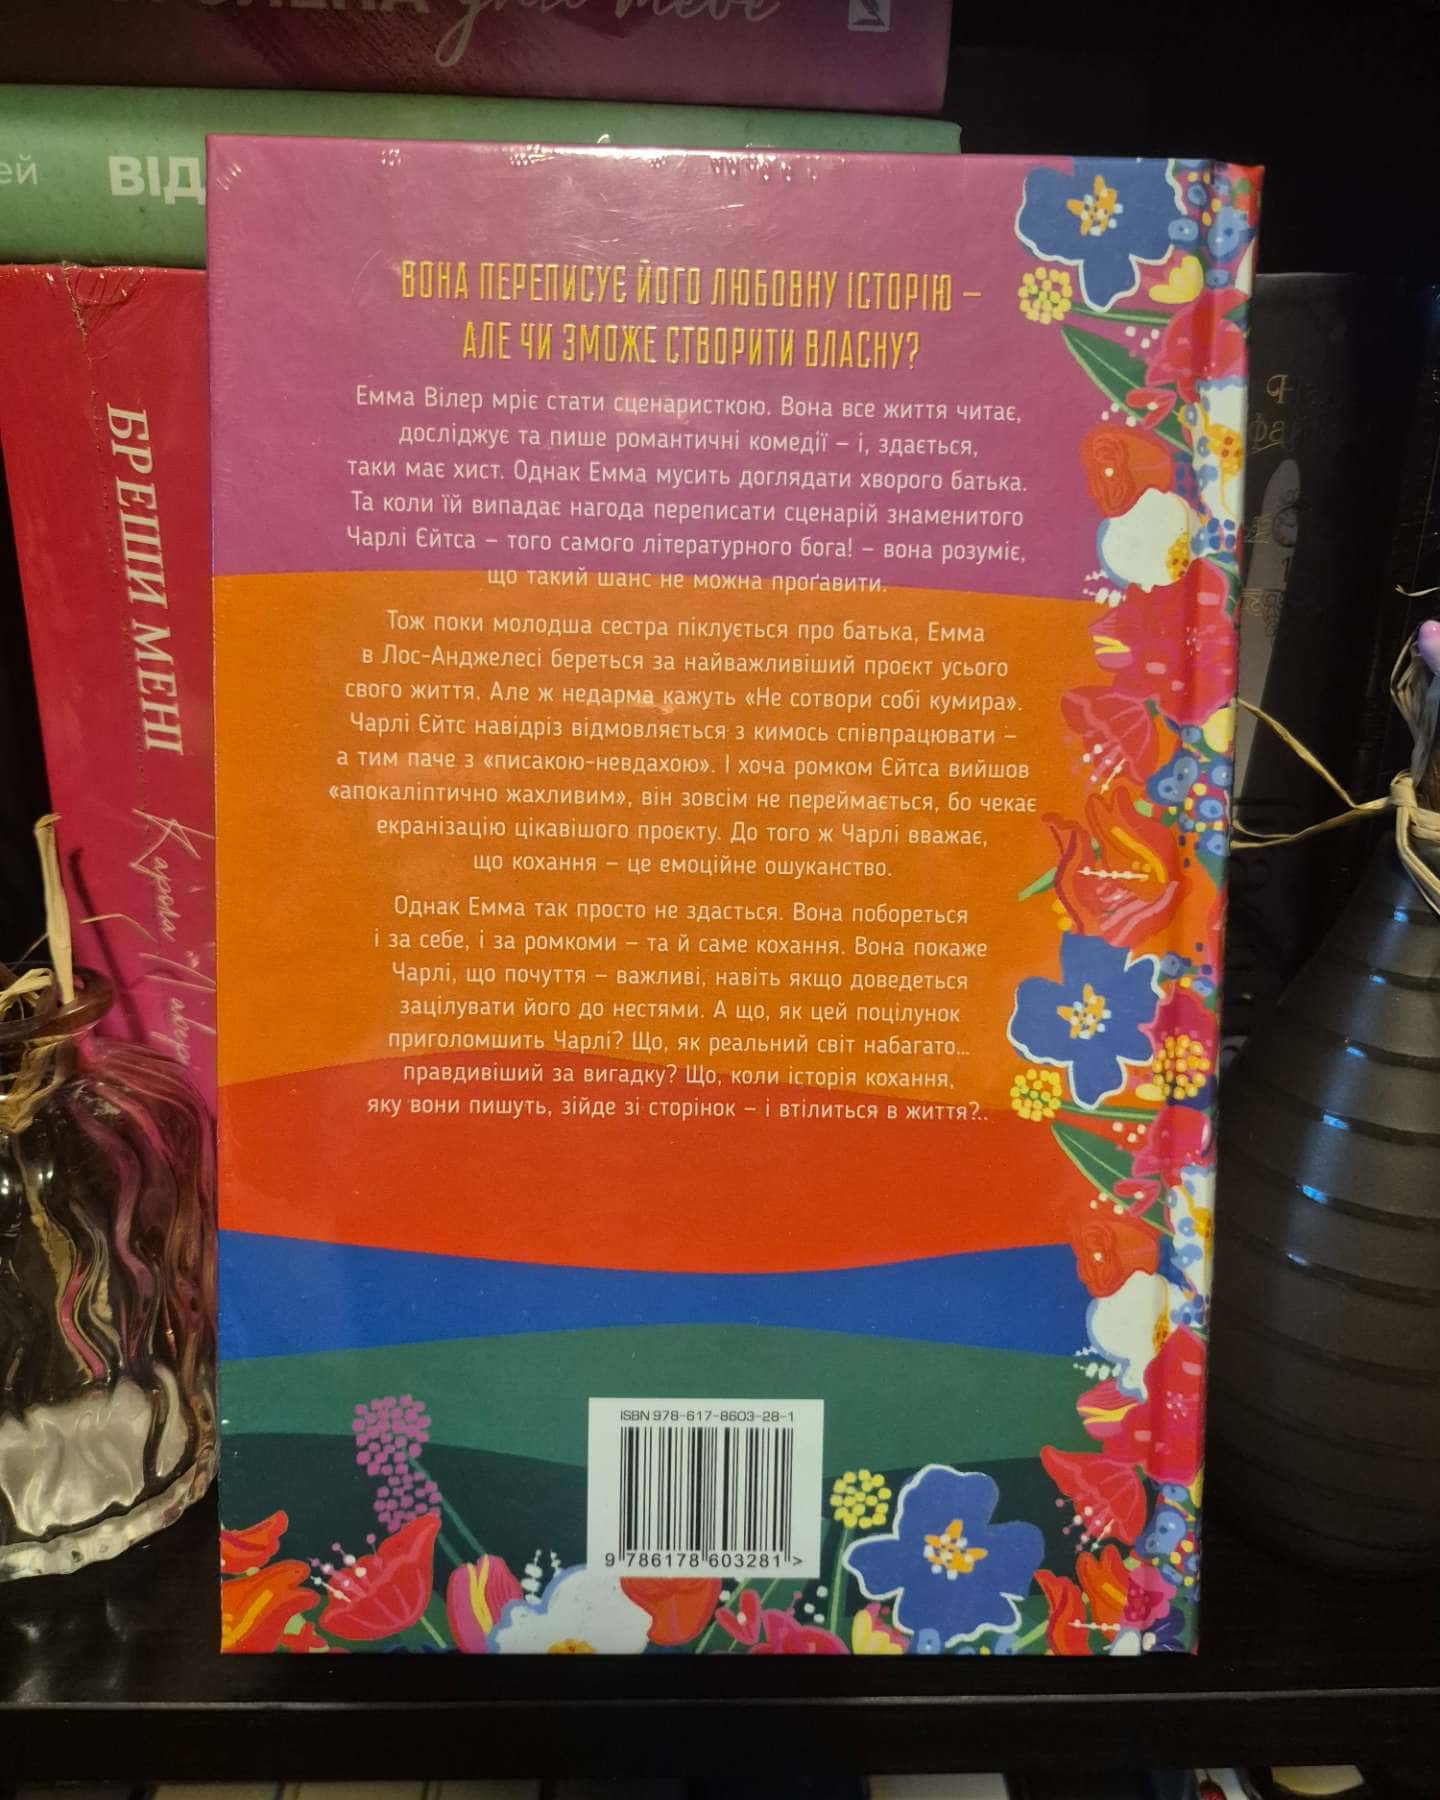 тебе
ей ВІД
БРЕШИ МЕНІ
Карола
ВОНА ПЕРЕПИСУЄ ЙОГО ЛЮБОВНУ ІСТОРІЮ –
АЛЕ ЧИ ЗМОЖЕ СТВОРИТИ ВЛАСНУ?
Емма Вілер мріє стати сценаристкою. Вона все життя читає,
досліджує та пише романтичні комедії – і, здається,
таки має хист. Однак Емма мусить доглядати хворого батька.
Та коли їй випадає нагода переписати сценарій знаменитого
Чарлі Єйтса – того самого літературного бога! – вона розуміє,
що такий шанс не можна проґавити.
Тож поки молодша сестра піклується про батька, Емма
в Лос-Анджелесі береться за найважливіший проєкт усього
свого життя. Але ж недарма кажуть «Не сотвори собі кумира».
Чарлі Єйтс навідріз відмовляється з кимось співпрацювати –
а тим паче з «писакою-невдахою». І хоча ромком Єйтса вийшов
«апокаліптично жахливим», він зовсім не переймається, бо чекає
екранізацію цікавішого проєкту. До того ж Чарлі вважає,
що кохання – це емоційне ошуканство.
Однак Емма так просто не здасться. Вона побореться
і за себе, і за ромкоми – та й саме кохання. Вона покаже
Чарлі, що почуття – важливі, навіть якщо доведеться
зацілувати його до нестями. А що, як цей поцілунок
приголомшить Чарлі? Що, як реальний світ набагато...
правдивіший за вигадку? Що, коли історія кохання,
яку вони пишуть, зійде зі сторінок – і втілиться в життя?..
ISBN 978-617-8603-28-1
9 786178 603281 >